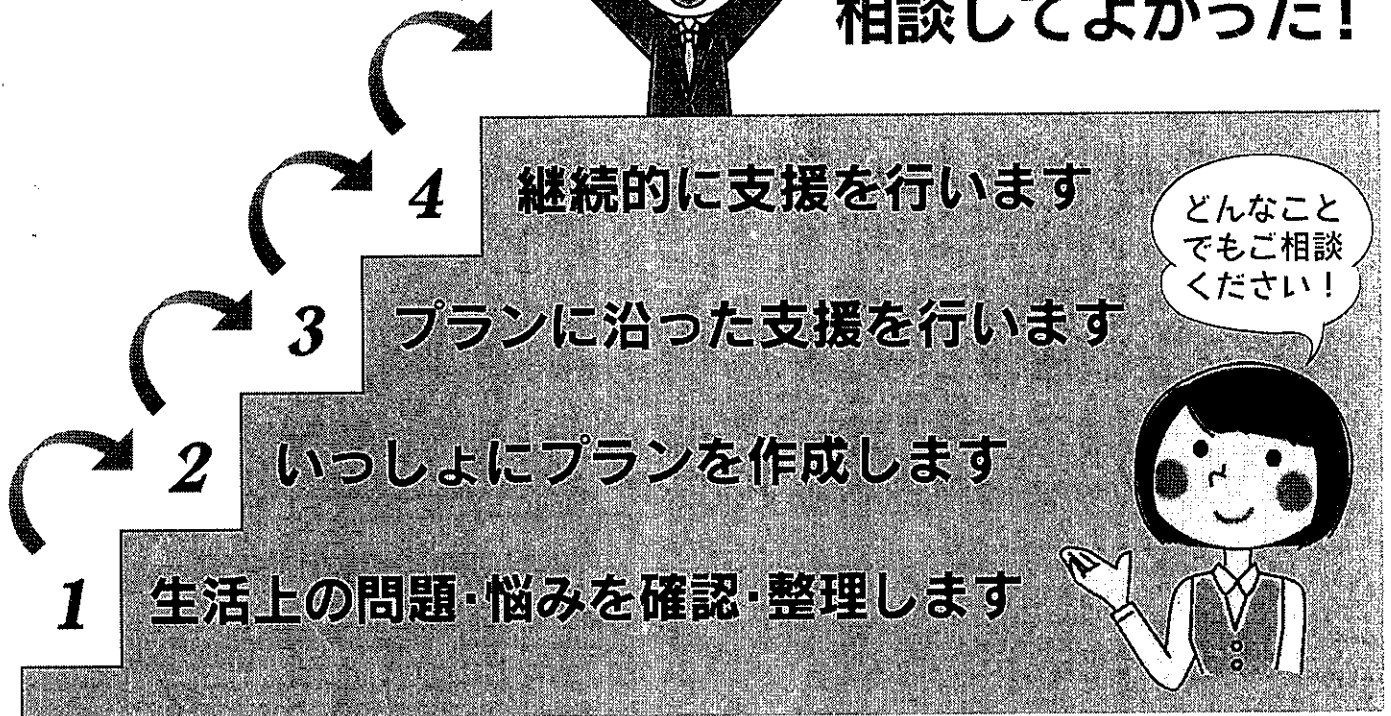 相談してよかった!
4 継続的に支援を行います
どんなこと
でもご相談
ください!
3 プランに沿った支援を行います
2 いっしょにプランを作成します
1 生活上の問題・悩みを確認・整理します